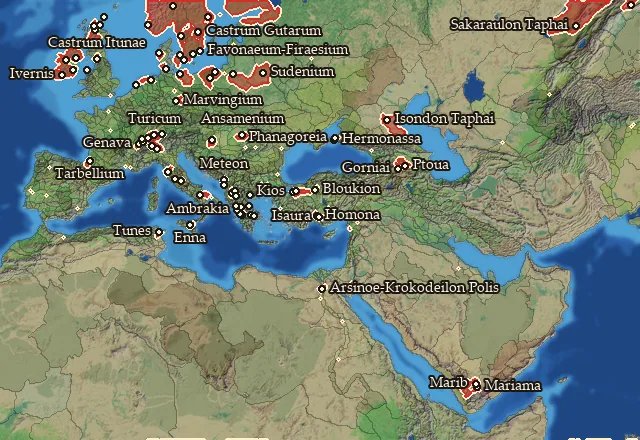 Sakaraulon Taphai
Castrum Gutarum
Castrum Itunae
Favonaeum-Firaesium
Ivernis
Sudenium
Marvingium
Turicum
Ansamenium
Isondon Taphai
Genava
Phanagoreia
Hermonassa
Tarbellium
Meteon
Gorniai
Ptoua
Kios
Bloukion
Ambrakia
Isaura
Homona
Tunes
Enna
Arsinoe-Krokodeilon Polis
Marib
Mariama